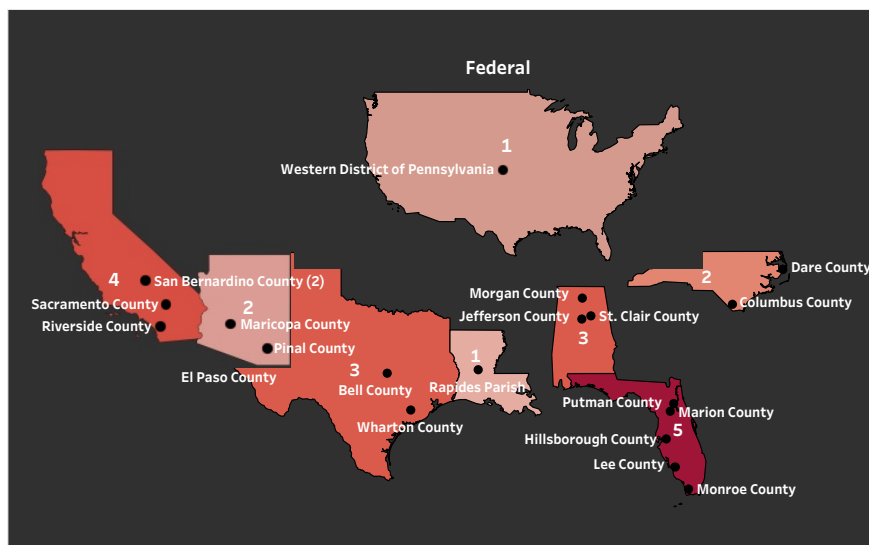 Federal
1
Western District of Pennsylvania
4
San Bernardino County (2)
Sacramento County
Riverside County
2
Maricopa County
Pinal County
El Paso County
3
Bell County
Wharton County
1
Rapides Parish
Morgan County
Jefferson County
St. Clair County
3
2
Dare County
Columbus County
Putman County
Marion County
5
Hillsborough County
Lee County
Monroe County